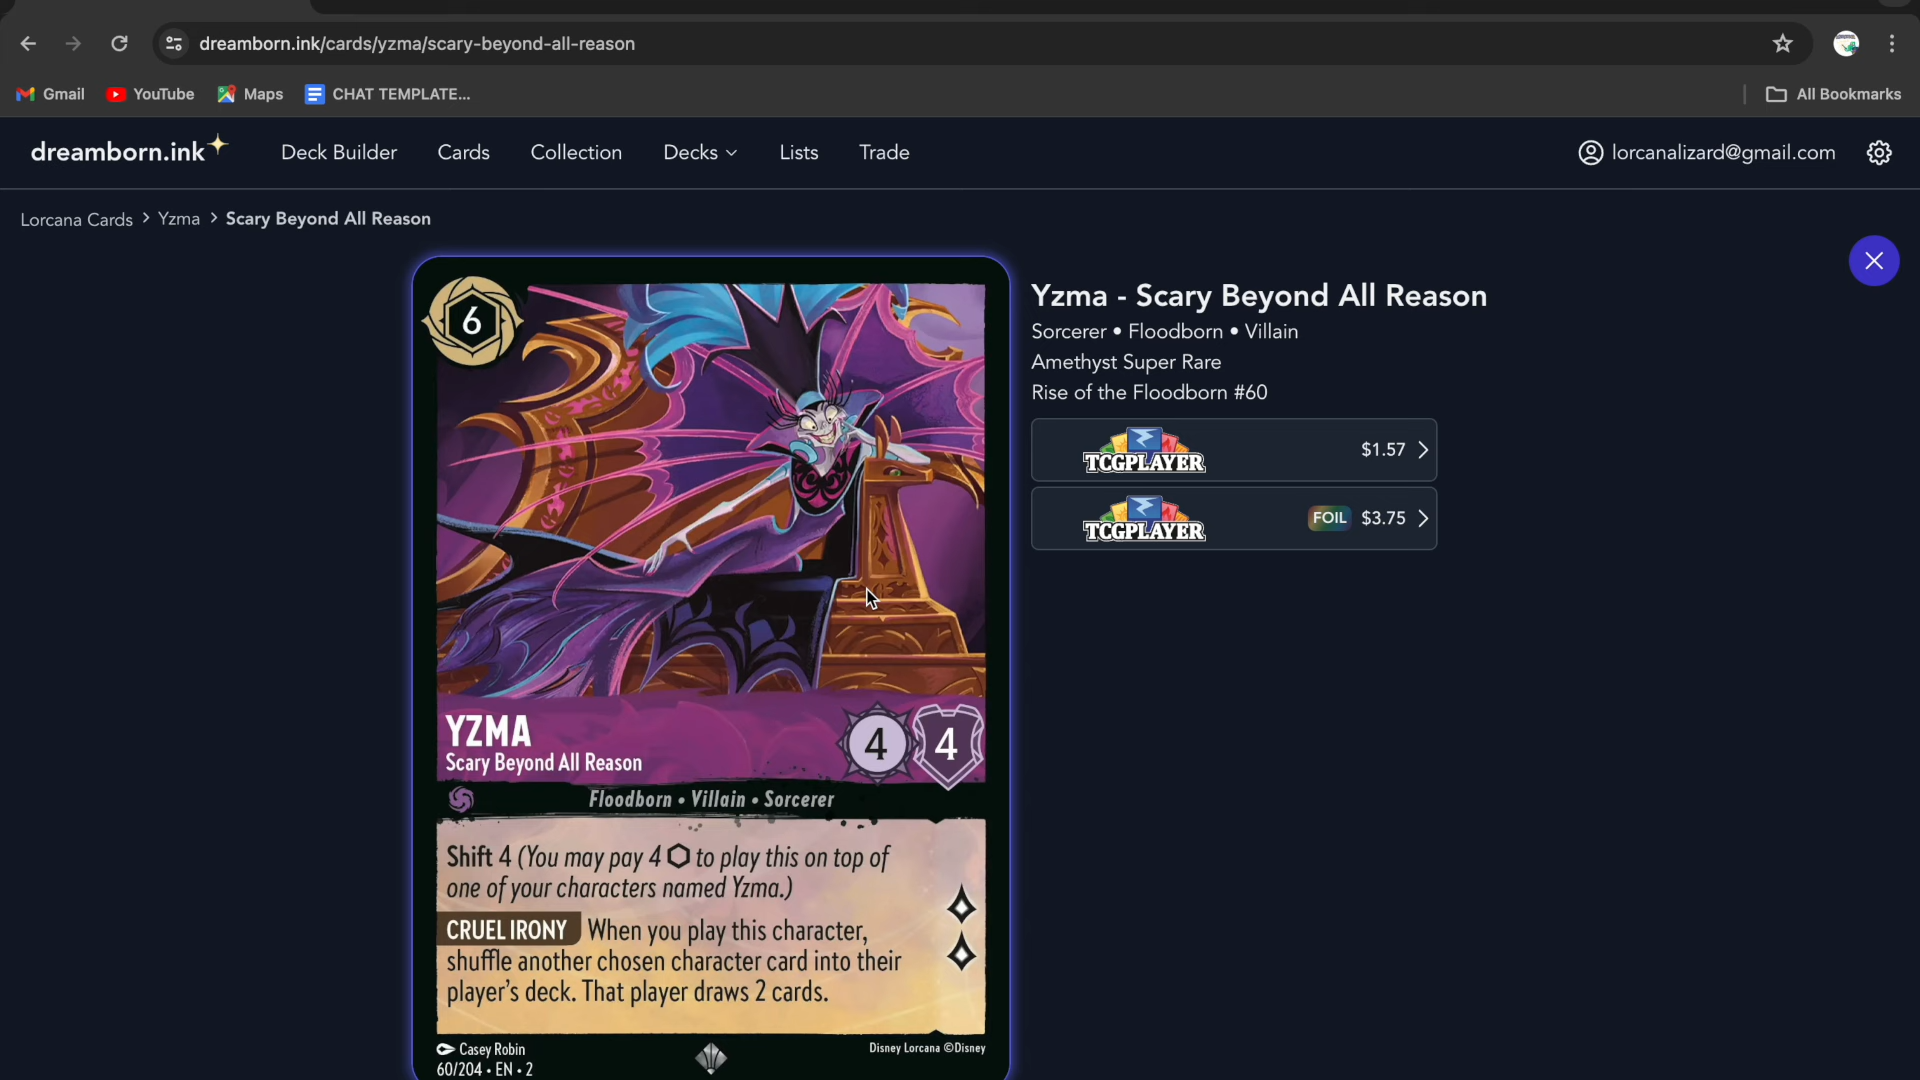 dreamborn.ink/cards/yzma/scary-beyond-all-reason
Gmail YouTube Maps CHAT TEMPLATE... All Bookmarks
dreamborn.ink Deck Builder Cards Collection Decks Lists Trade lorcanalizard@gmail.com
Lorcana Cards > Yzma > Scary Beyond All Reason
6
YZMA
Scary Beyond All Reason
4 4
Floodborn • Villain • Sorcerer
Shift 4 (You may pay 4 ⬡ to play this on top of
one of your characters named Yzma.)
CRUEL IRONY When you play this character,
shuffle another chosen character card into their
player's deck. That player draws 2 cards.
Casey Robin
60/204 • EN • 2
Disney Lorcana ©Disney
Yzma - Scary Beyond All Reason
Sorcerer • Floodborn • Villain
Amethyst Super Rare
Rise of the Floodborn #60
TCGPLAYER $1.57
TCGPLAYER FOIL $3.75